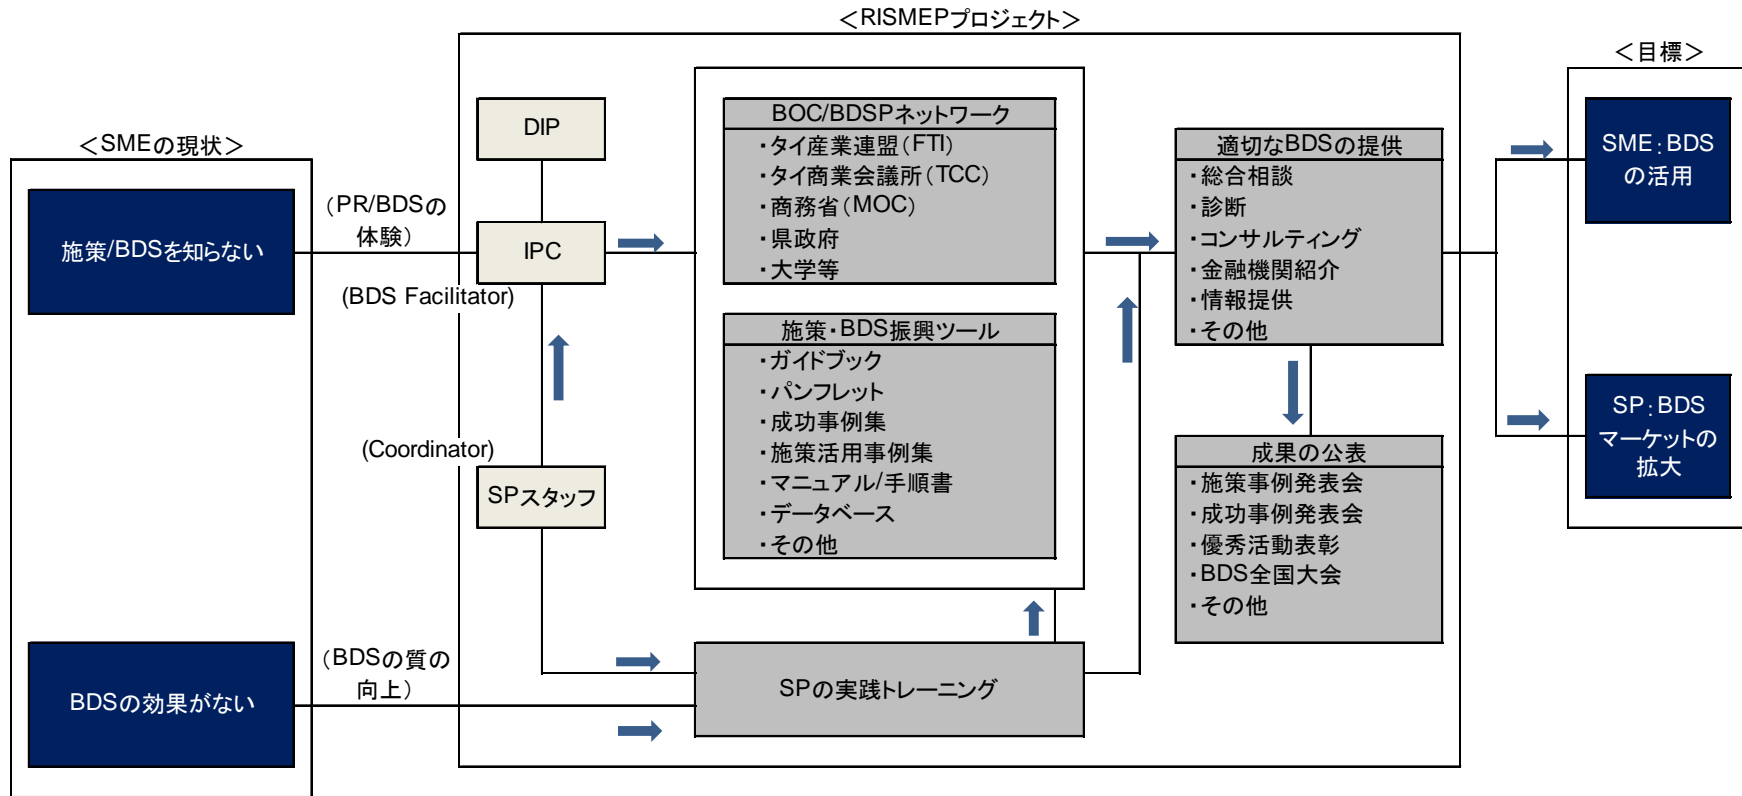 ＜RISMEPプロジェクト＞
＜目標＞
＜SMEの現状＞
施策/BDSを知らない
BDSの効果がない
（PR/BDSの
体験）
(BDS Facilitator)
(Coordinator)
（BDSの質の
向上）
DIP
IPC
SPスタッフ
BOC/BDSPネットワーク
・タイ産業連盟（FTI）
・タイ商業会議所（TCC）
・商務省（MOC）
・県政府
・大学等
施策・BDS振興ツール
・ガイドブック
・パンフレット
・成功事例集
・施策活用事例集
・マニュアル/手順書
・データベース
・その他
SPの実践トレーニング
適切なBDSの提供
・総合相談
・診断
・コンサルティング
・金融機関紹介
・情報提供
・その他
成果の公表
・施策事例発表会
・成功事例発表会
・優秀活動表彰
・BDS全国大会
・その他
SME：BDS
の活用
SP：BDS
マーケットの
拡大